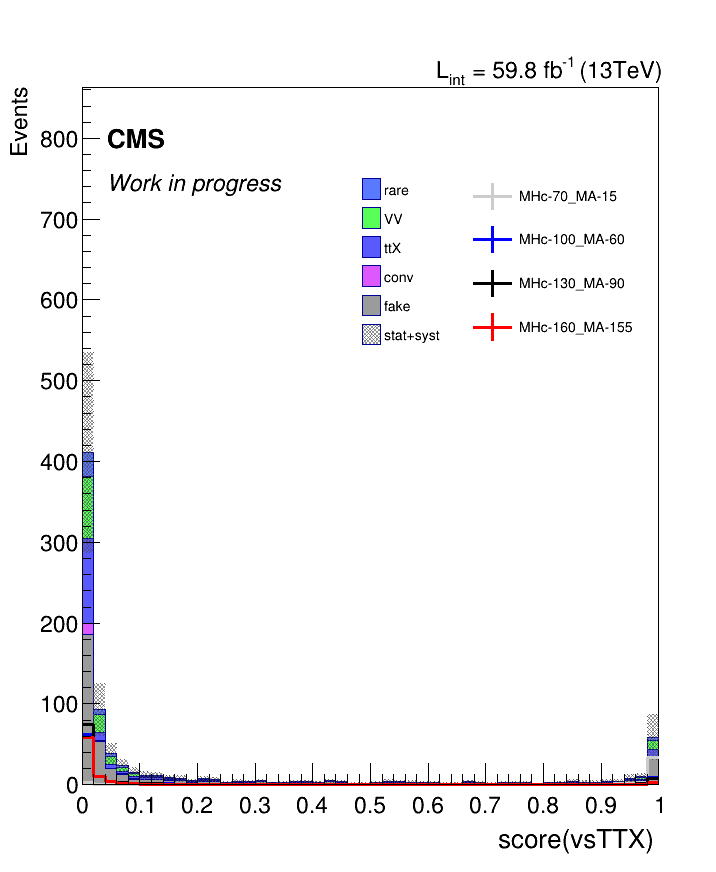 L_int = 59.8 fb^-1 (13TeV)
Events
CMS
Work in progress
rare
VV
ttX
conv
fake
stat+syst
MHc-70_MA-15
MHc-100_MA-60
MHc-130_MA-90
MHc-160_MA-155
800
700
600
500
400
300
200
100
0
0 0.1 0.2 0.3 0.4 0.5 0.6 0.7 0.8 0.9 1
score(vsTTX)